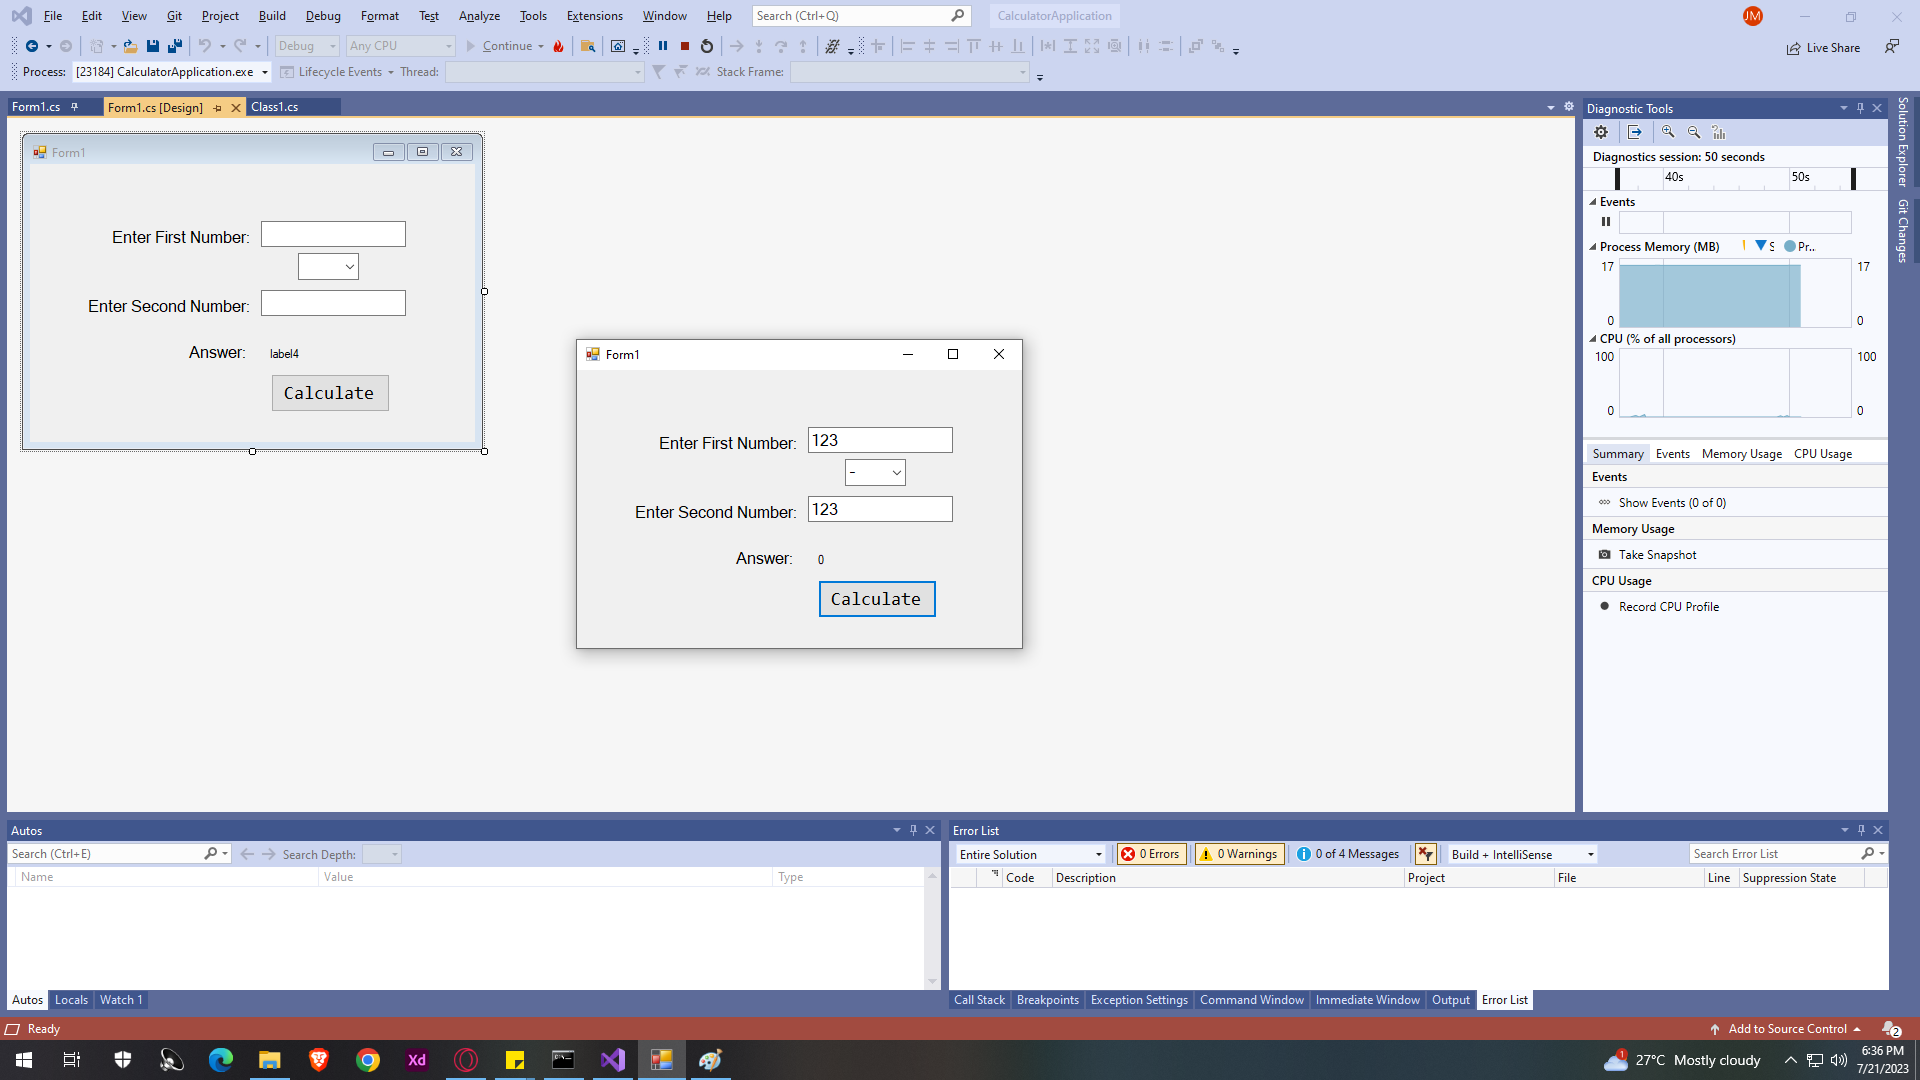 File Edit View Git Project Build Debug Format Test Analyze Tools Extensions Window Help Search (Ctrl+Q) CalculatorApplication JM
Debug Any CPU Continue Live Share
Process: [23184] CalculatorApplication.exe Lifecycle Events Thread: Stack Frame:
Form1.cs Form1.cs [Design] Class1.cs
Form1
Enter First Number:
Enter Second Number:
Answer: label4
Calculate
Form1
Enter First Number: 123
-
Enter Second Number: 123
Answer: 0
Calculate
Diagnostic Tools
Diagnostics session: 50 seconds
40s 50s
Events
Process Memory (MB) S Pr...
17 17
0 0
CPU (% of all processors)
100 100
0 0
Summary Events Memory Usage CPU Usage
Events
Show Events (0 of 0)
Memory Usage
Take Snapshot
CPU Usage
Record CPU Profile
Solution Explorer
Git Changes
Autos
Search (Ctrl+E) Search Depth:
Name Value Type
Autos Locals Watch 1
Error List
Entire Solution 0 Errors 0 Warnings 0 of 4 Messages Build + IntelliSense Search Error List
Code Description Project File Line Suppression State
Call Stack Breakpoints Exception Settings Command Window Immediate Window Output Error List
Ready Add to Source Control 2
Xd 1 27°C Mostly cloudy 6:36 PM
7/21/2023